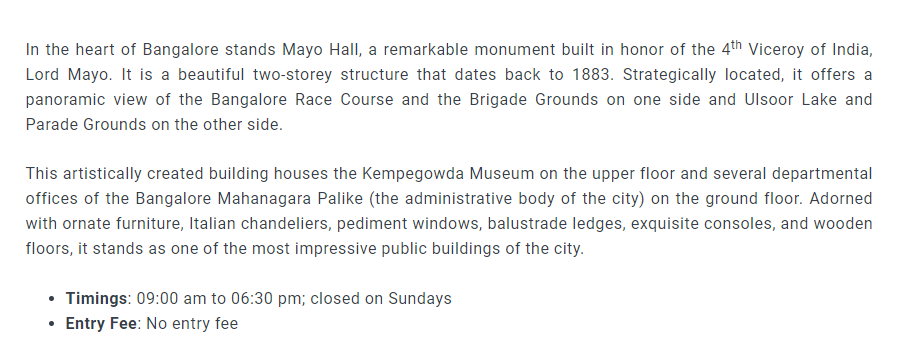 In the heart of Bangalore stands Mayo Hall, a remarkable monument built in honor of the 4th Viceroy of India,
Lord Mayo. It is a beautiful two-storey structure that dates back to 1883. Strategically located, it offers a
panoramic view of the Bangalore Race Course and the Brigade Grounds on one side and Ulsoor Lake and
Parade Grounds on the other side.
This artistically created building houses the Kempegowda Museum on the upper floor and several departmental
offices of the Bangalore Mahanagara Palike (the administrative body of the city) on the ground floor. Adorned
with ornate furniture, Italian chandeliers, pediment windows, balustrade ledges, exquisite consoles, and wooden
floors, it stands as one of the most impressive public buildings of the city.
• Timings: 09:00 am to 06:30 pm; closed on Sundays
• Entry Fee: No entry fee